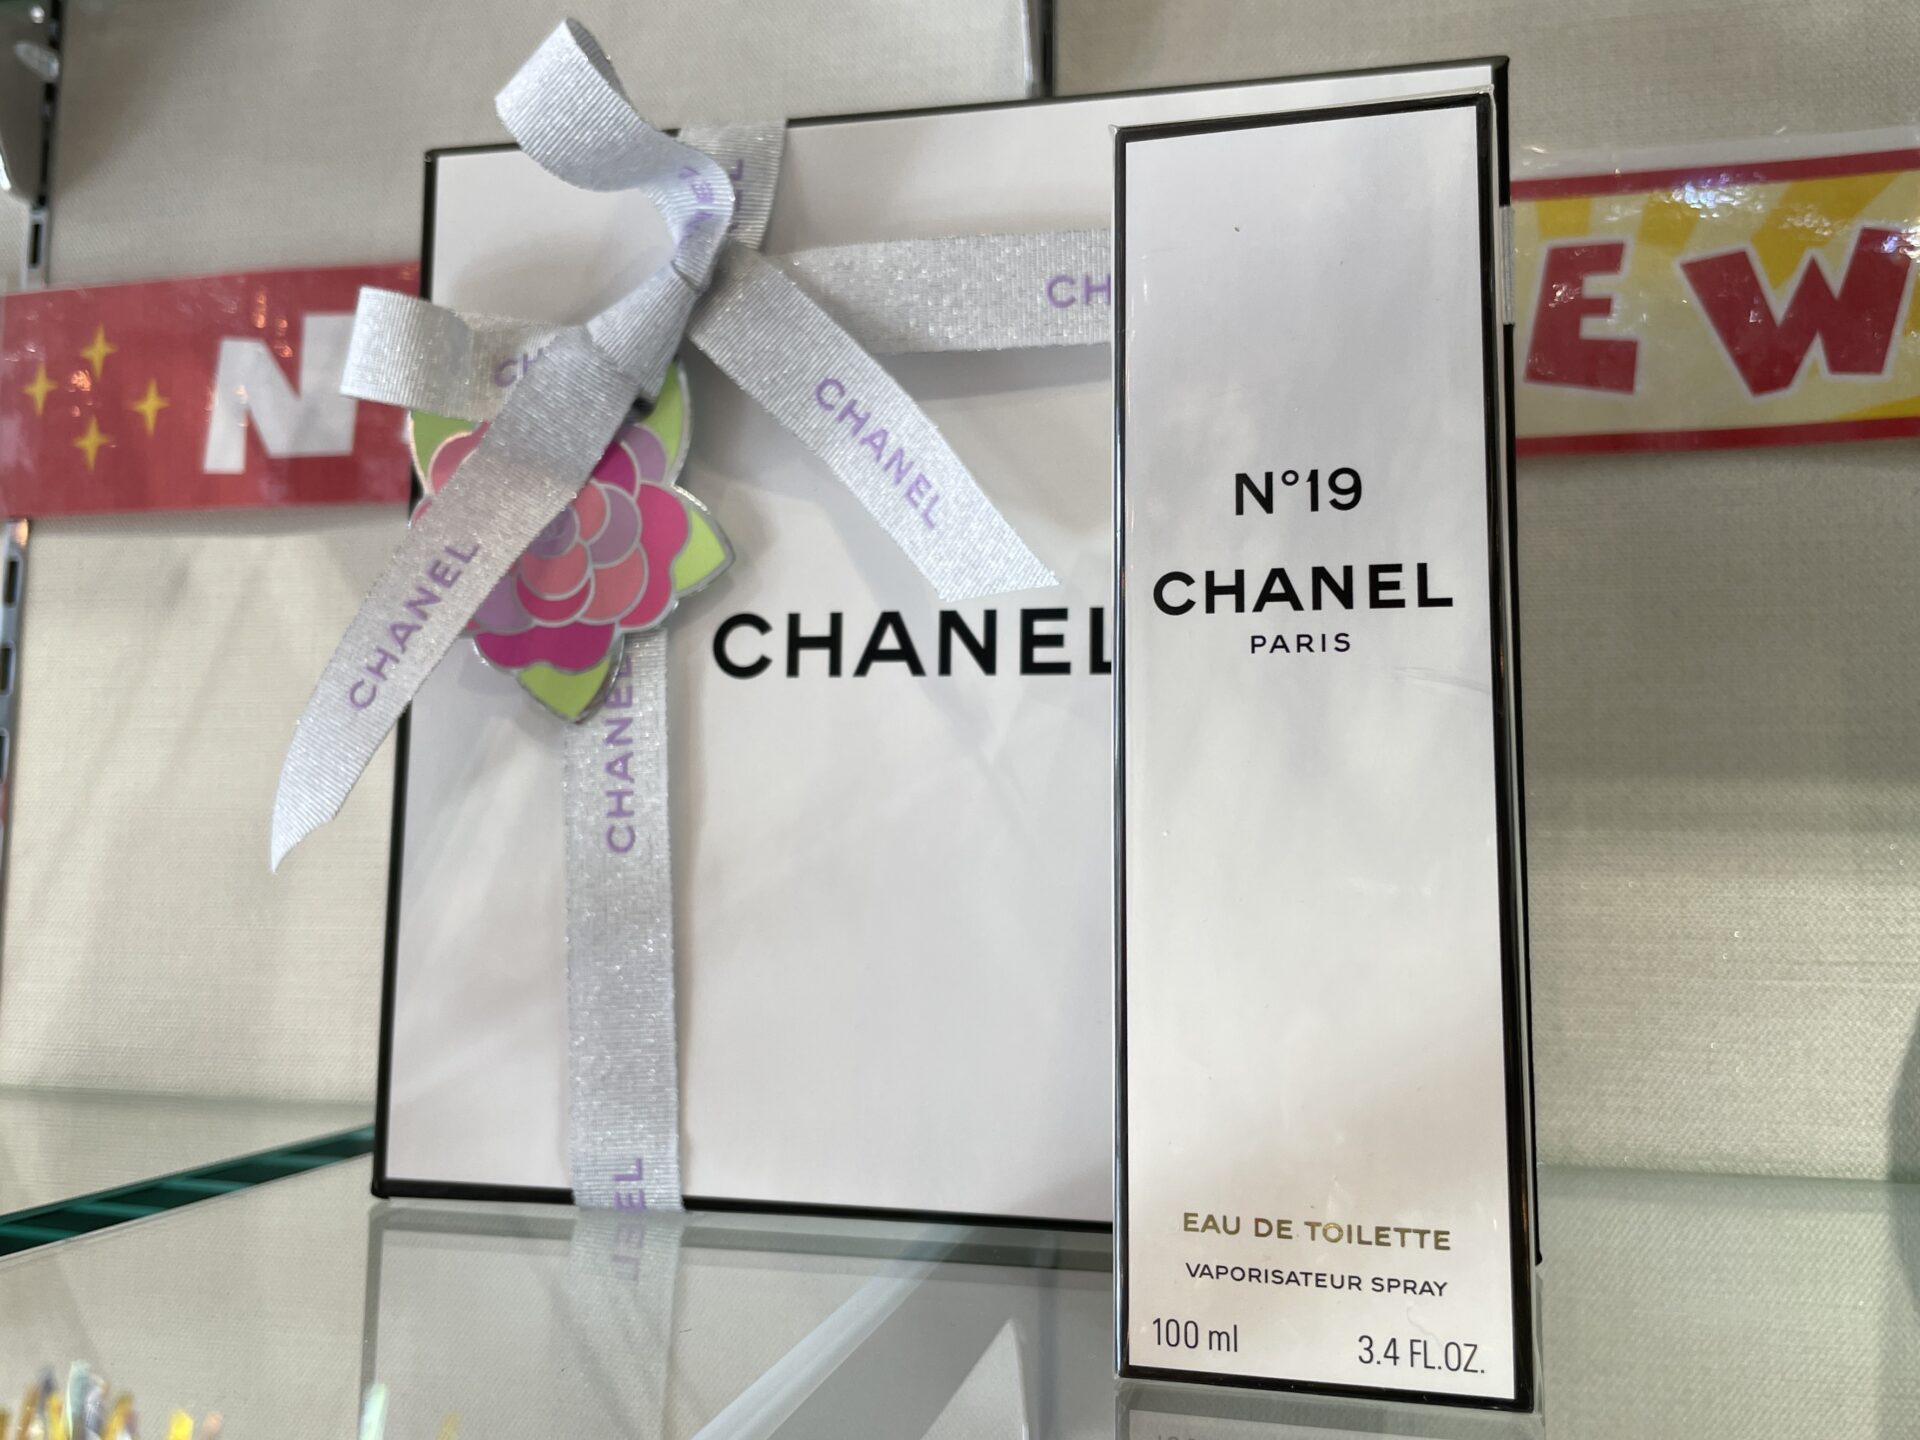 N
EW
CHANEL
CHANEL
CHANEL
CHANEL
CHANEL
N°19
CHANEL
PARIS
EAU DE TOILETTE
VAPORISATEUR SPRAY
100 ml
3.4 FL.OZ.